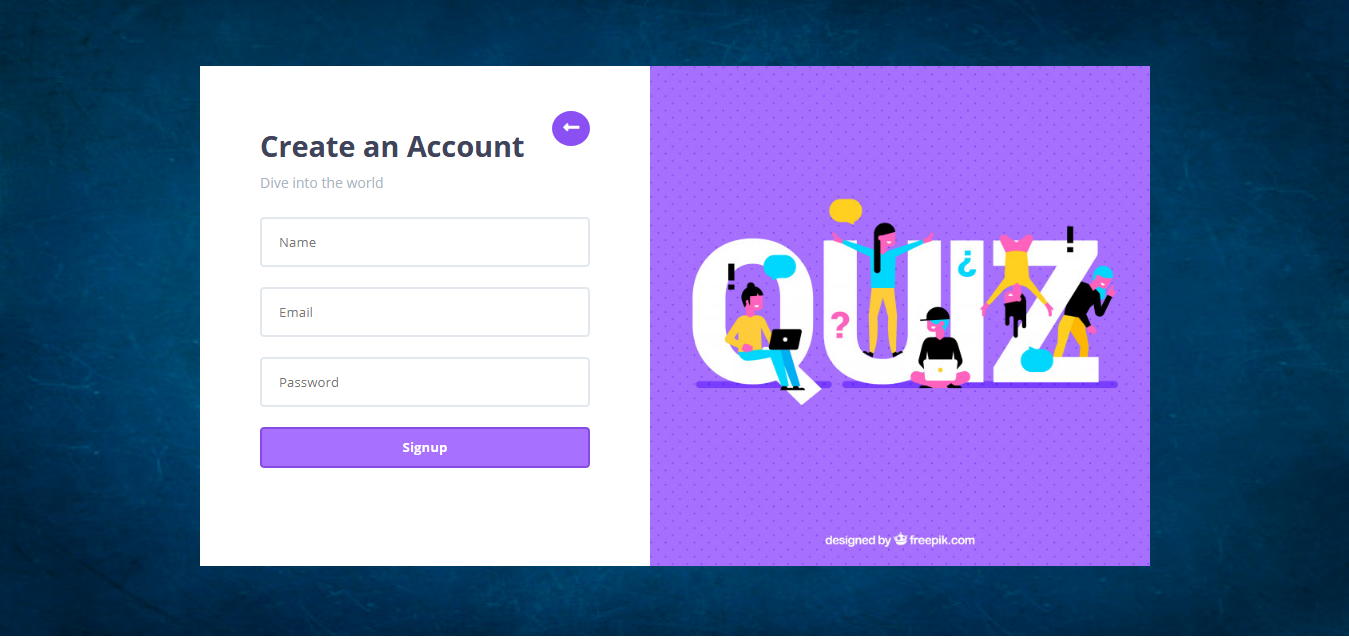 Create an Account
Dive into the world
Name
Email
Password
Signup
!
?
¿
!
QUIZ
designed by freepik.com